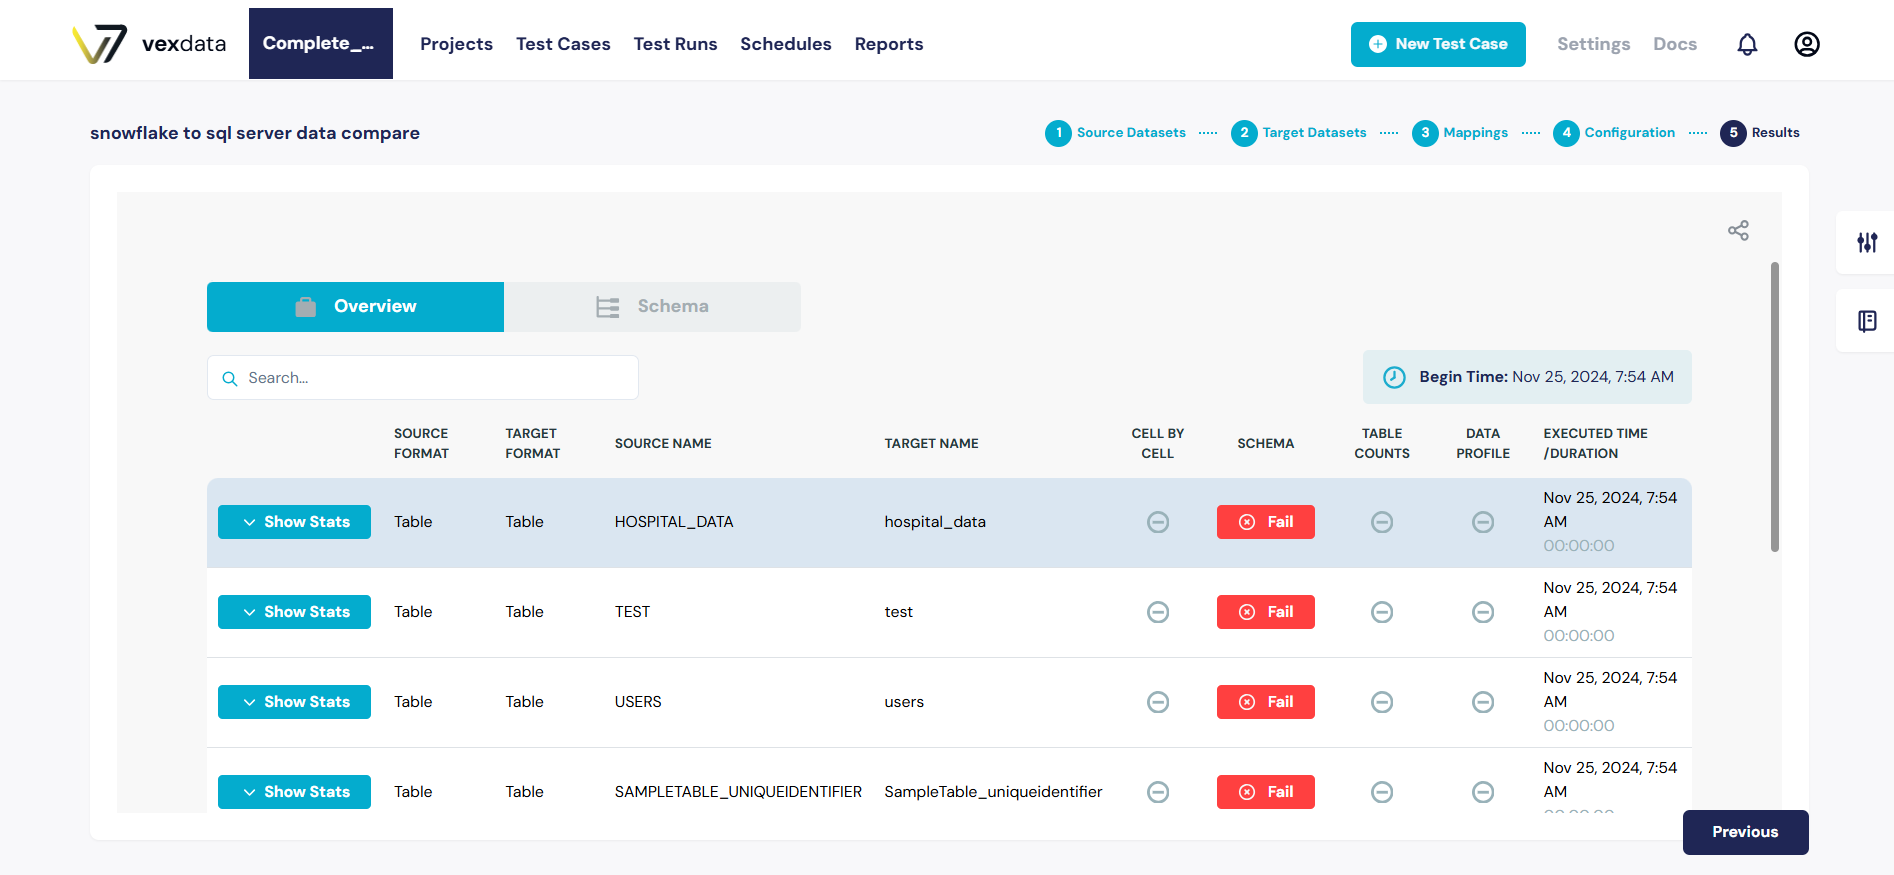 vexdata
Complete_...
Projects
Test Cases
Test Runs
Schedules
Reports
New Test Case
Settings
Docs
snowflake to sql server data compare
1 Source Datasets
2 Target Datasets
3 Mappings
4 Configuration
5 Results
Overview
Schema
Search...
Begin Time: Nov 25, 2024, 7:54 AM
SOURCE
FORMAT
TARGET
FORMAT
SOURCE NAME
TARGET NAME
CELL BY
CELL
SCHEMA
TABLE
COUNTS
DATA
PROFILE
EXECUTED TIME
/DURATION
Show Stats
Table
Table
HOSPITAL_DATA
hospital_data
Fail
Nov 25, 2024, 7:54
AM
00:00:00
Show Stats
Table
Table
TEST
test
Fail
Nov 25, 2024, 7:54
AM
00:00:00
Show Stats
Table
Table
USERS
users
Fail
Nov 25, 2024, 7:54
AM
00:00:00
Show Stats
Table
Table
SAMPLETABLE_UNIQUEIDENTIFIER
SampleTable_uniqueidentifier
Fail
Nov 25, 2024, 7:54
AM
Previous